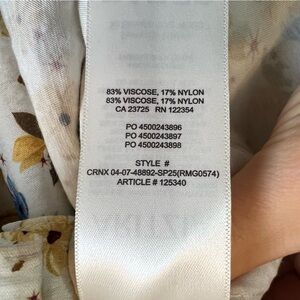 83% VISCOSE, 17% NYLON
83% VISCOSE, 17% NYLON
CA 23725 RN 122354
PO 4500243896
PO 4500243897
PO 4500243898
STYLE #
CRNX 04-07-48892-SP25(RMG0574)
ARTICLE # 125340